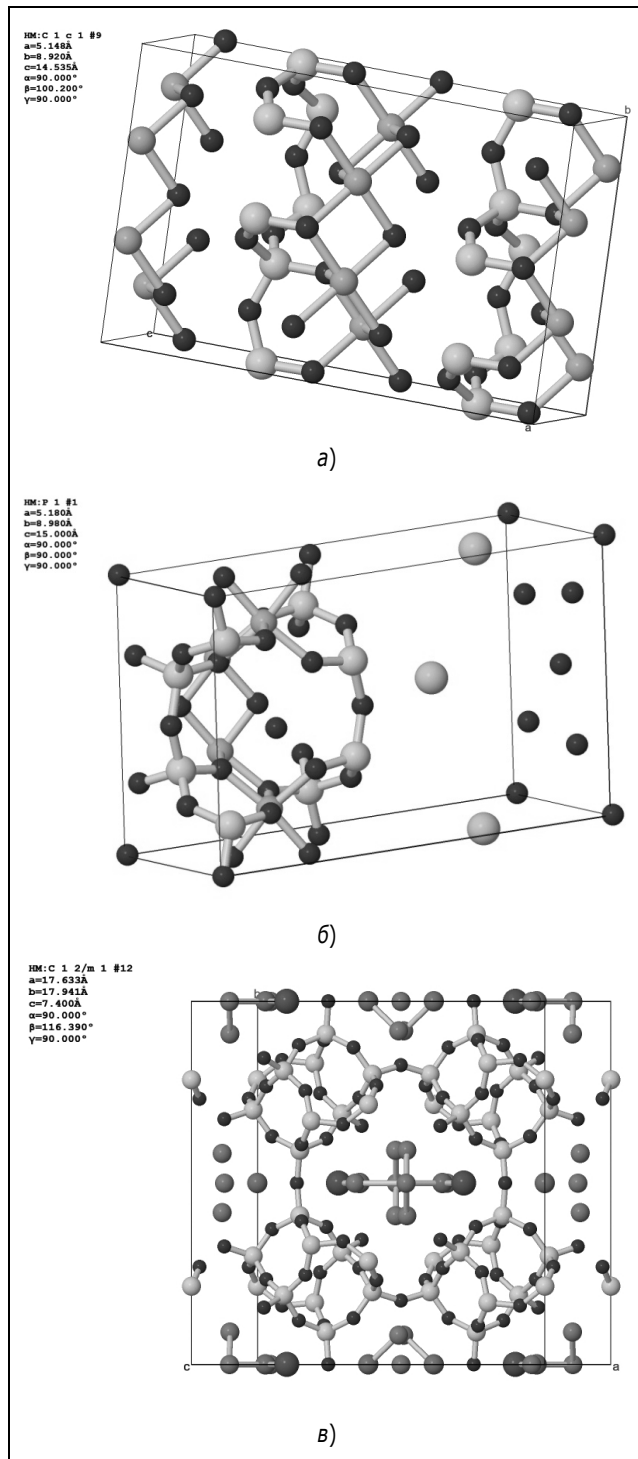 HM:C 1 c 1 #9
a=5.148Å
b=8.920Å
c=14.535Å
α=90.000°
β=100.200°
γ=90.000°
b
c
a
а)
HM:P 1 #1
a=5.180Å
b=8.980Å
c=15.000Å
α=90.000°
β=90.000°
γ=90.000°
б)
HM:C 1 2/m 1 #12
a=17.633Å
b=17.941Å
c=7.400Å
α=90.000°
β=116.390°
γ=90.000°
b
c
a
в)